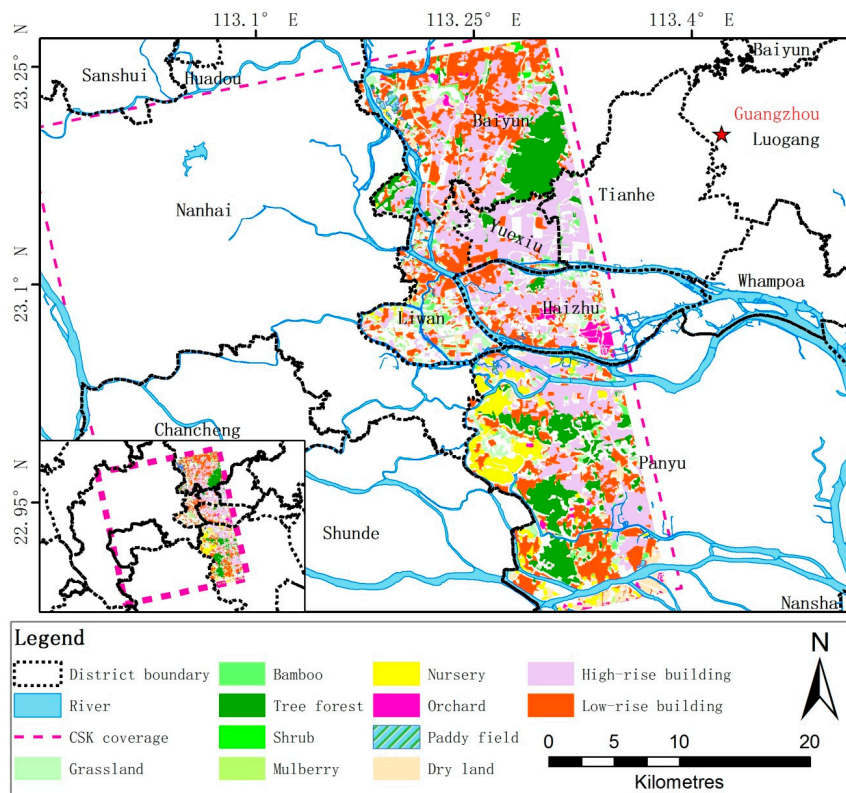 113.1° E
113.25° E
113.4° E
23.25° N
23.1° N
22.95° N
Baiyun
Sanshui
Huadou
Baiyun
Guangzhou
Luogang
Tianhe
Nanhai
Yuexiu
Whampoa
Haizhu
Liwan
Chancheng
Panyu
Shunde
Nansha
Legend
District boundary
Bamboo
Nursery
High-rise building
River
Tree forest
Orchard
Low-rise building
CSK coverage
Shrub
Paddy field
Grassland
Mulberry
Dry land
N
0 5 10 20
Kilometres